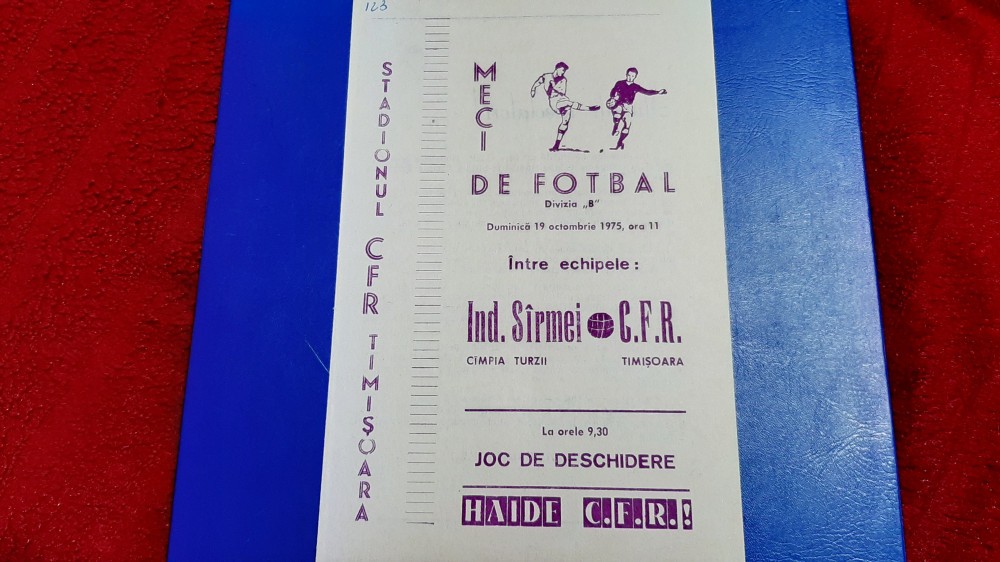 123
STADIONUL CFR TIMIȘOARA
MECI
DE FOTBAL
Divizia „B"
Duminică 19 octombrie 1975, ora 11
Între echipele :
Ind. Sîrmei C.F.R.
CÎMPIA TURZII TIMIȘOARA
La orele 9,30
JOC DE DESCHIDERE
HAIDE C.F.R.!